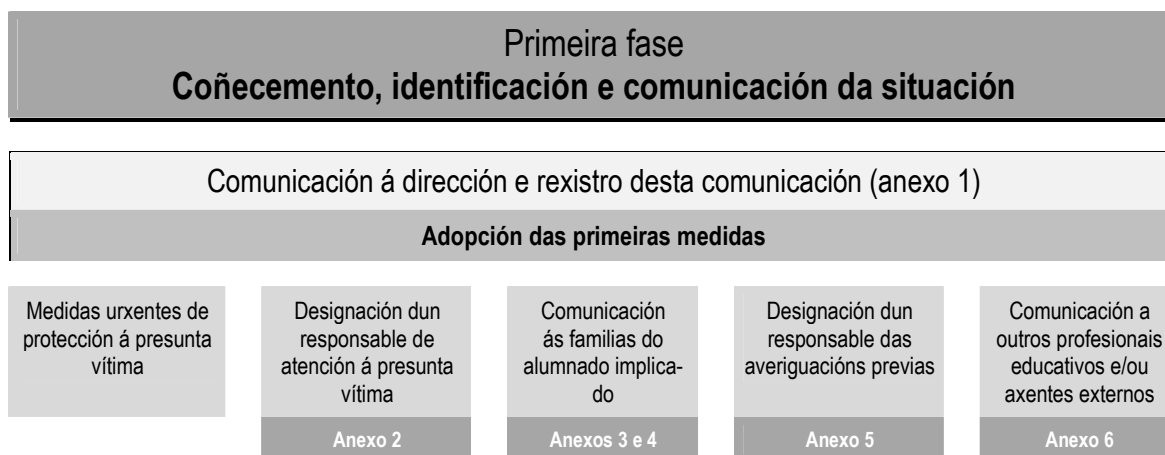 Primeira fase
Coñecemento, identificación e comunicación da situación
Comunicación á dirección e rexistro desta comunicación (anexo 1)
Adopción das primeiras medidas
Medidas urxentes de
protección á presunta
vítima
Designación dun
responsable de
atención á presunta
vítima
Anexo 2
Comunicación
ás familias do
alumnado implica-
do
Anexos 3 e 4
Designación dun
responsable das
averiguacións previas
Anexo 5
Comunicación a
outros profesionais
educativos e/ou
axentes externos
Anexo 6